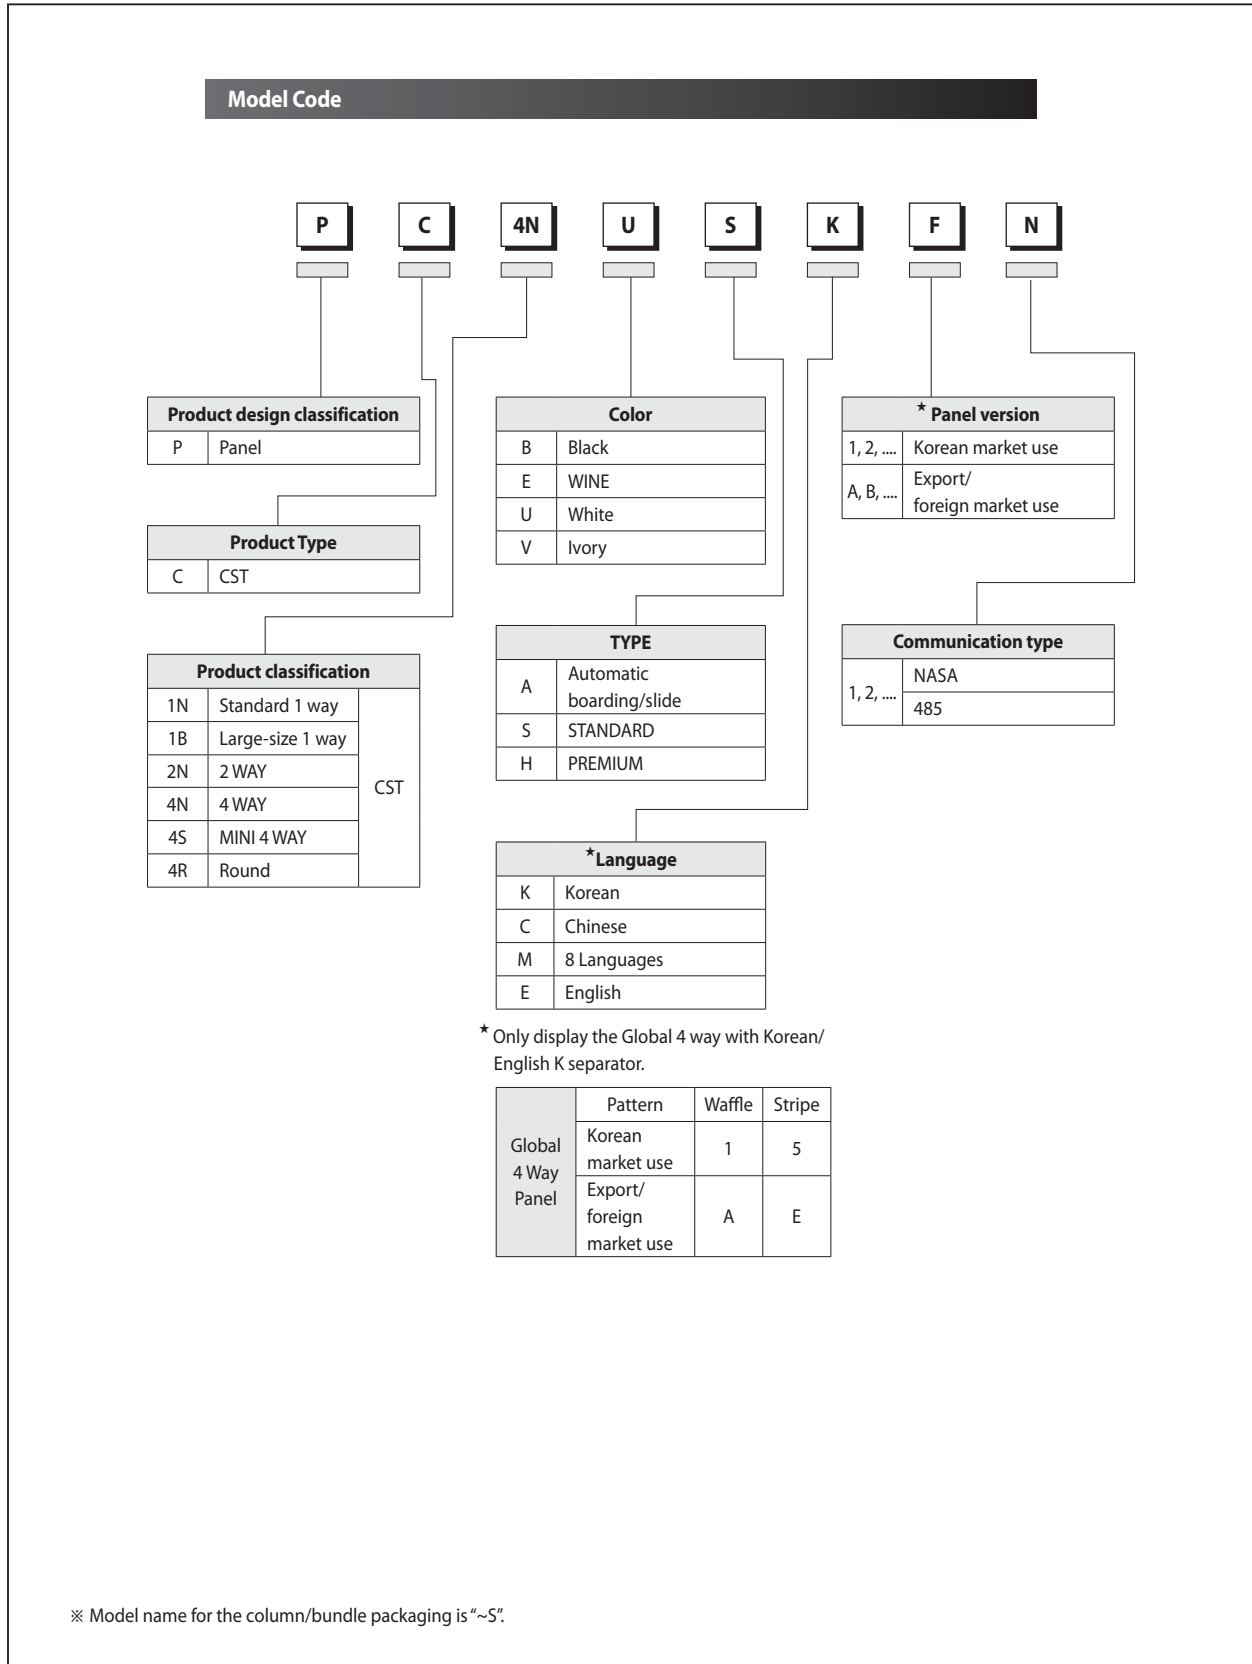 Model Code
P C 4N U S K F N
Product design classification
P Panel
Product Type
C CST
Product classification
1N Standard 1 way
1B Large-size 1 way
2N 2 WAY
4N 4 WAY
4S MINI 4 WAY
4R Round
CST
Color
B Black
E WINE
U White
V Ivory
TYPE
A Automatic
boarding/slide
S STANDARD
H PREMIUM
★Language
K Korean
C Chinese
M 8 Languages
E English
★ Only display the Global 4 way with Korean/
English K separator.
Global
4 Way
Panel
Pattern Waffle Stripe
Korean
market use 1 5
Export/
foreign
market use A E
★ Panel version
1, 2, .... Korean market use
A, B, .... Export/
foreign market use
Communication type
1, 2, .... NASA
485
※ Model name for the column/bundle packaging is “~S”.